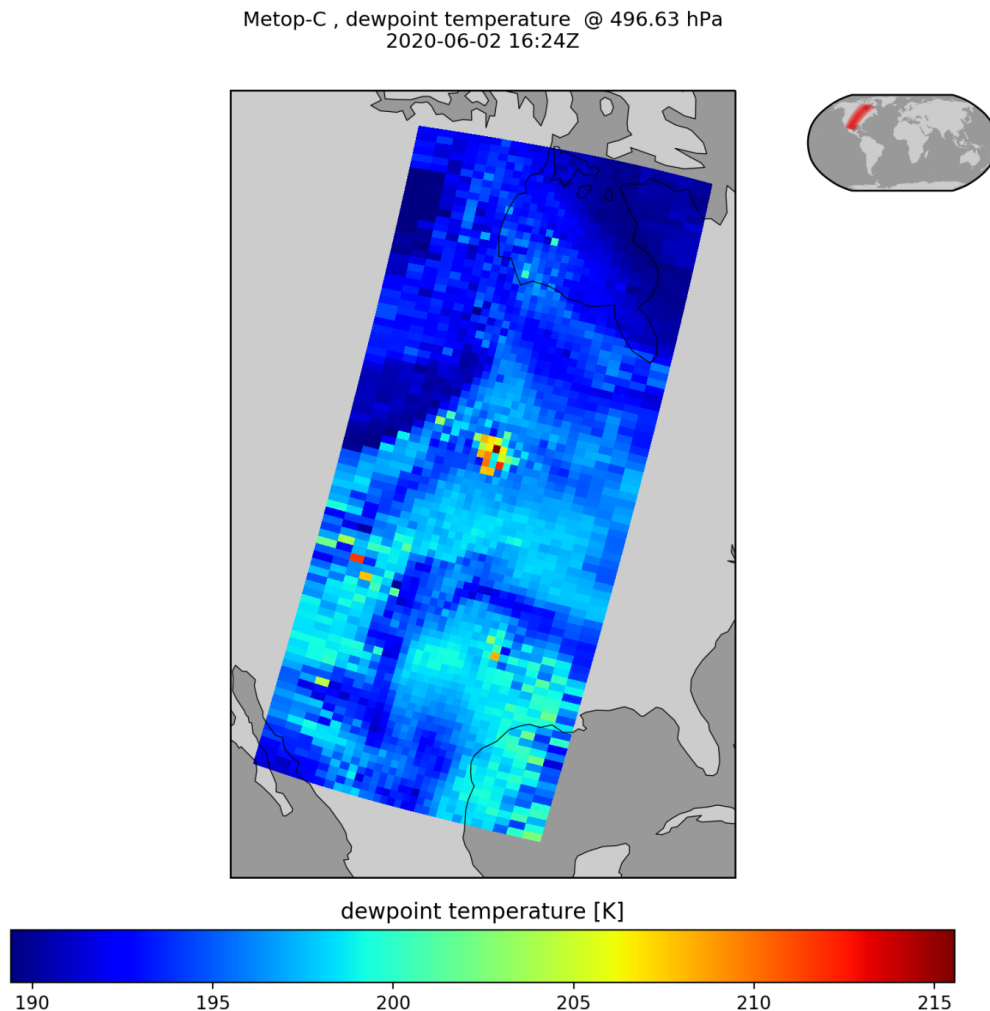 Metop-C , dewpoint temperature @ 496.63 hPa
2020-06-02 16:24Z
dewpoint temperature [K]
190 195 200 205 210 215